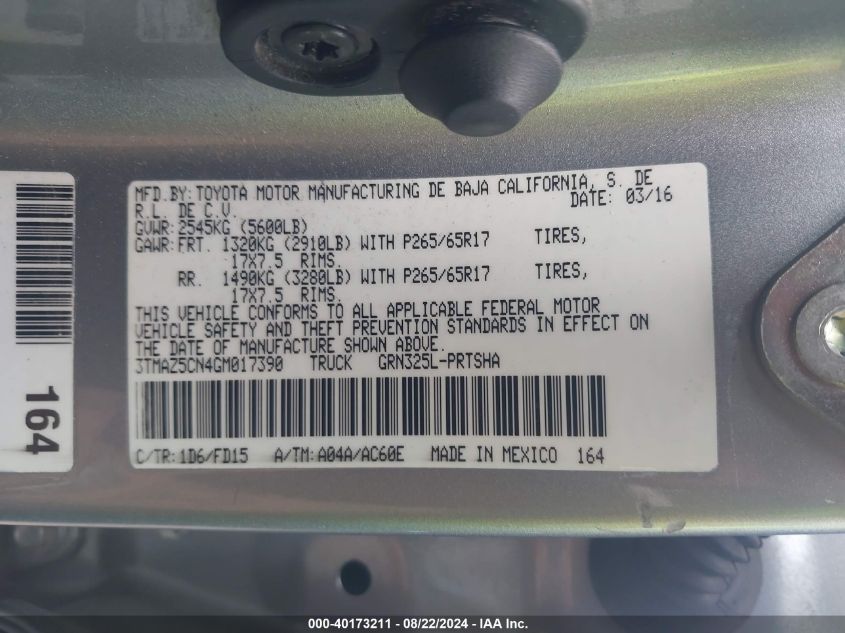 MFD.BY:TOYOTA MOTOR MANUFACTURING DE BAJA CALIFORNIA, S. DE
R.L. DE C.V. DATE: 03/16
GVWR:2545KG (5600LB)
GAWR:FRT. 1320KG (2910LB) WITH P265/65R17 TIRES,
17X7.5 RIMS.
RR. 1490KG (3280LB) WITH P265/65R17 TIRES,
17X7.5 RIMS.
THIS VEHICLE CONFORMS TO ALL APPLICABLE FEDERAL MOTOR
VEHICLE SAFETY AND THEFT PREVENTION STANDARDS IN EFFECT ON
THE DATE OF MANUFACTURE SHOWN ABOVE.
3TMAZ5CN4GM017390 TRUCK GRN325L-PRTSHA
C/TR:1D6/FD15 A/TM:A04A/AC60E MADE IN MEXICO 164
164
000-40173211 - 08/22/2024 - IAA Inc.